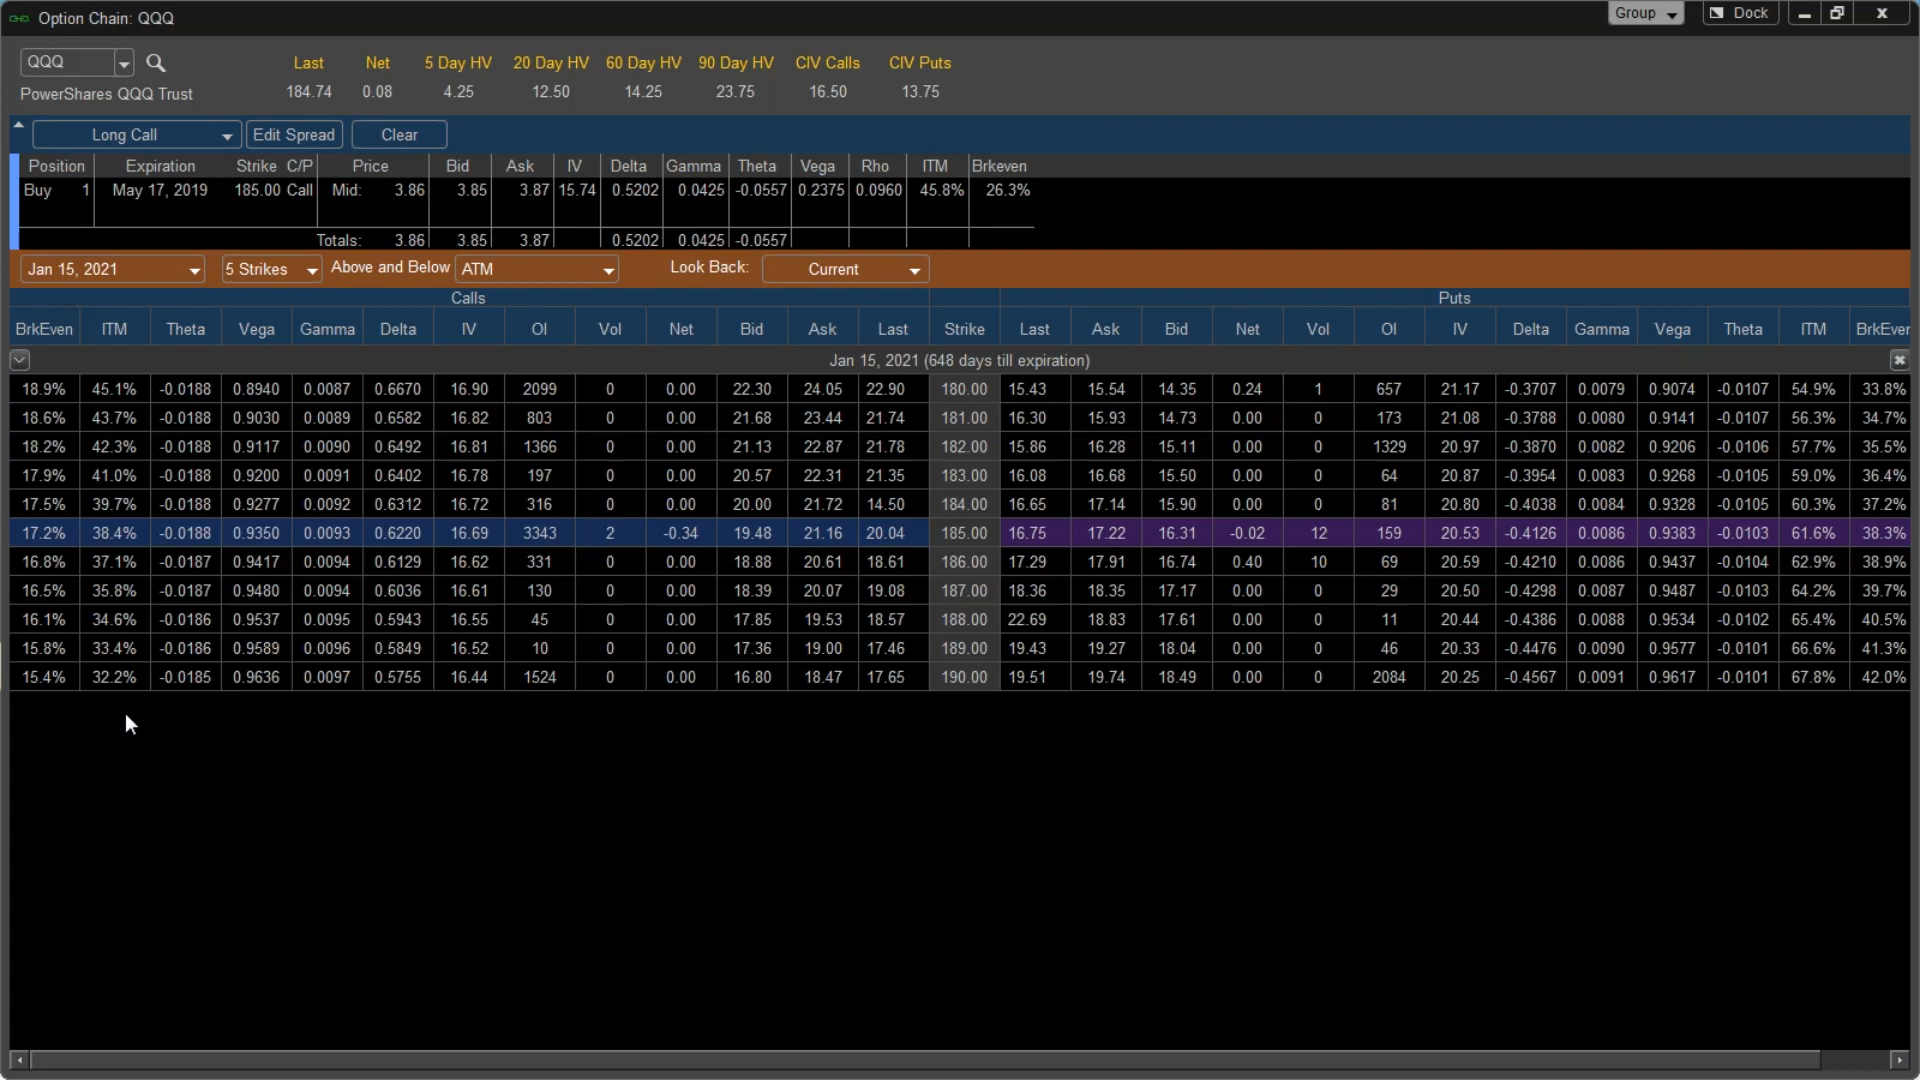 Option Chain: QQQ Group Dock
QQQ Last Net 5 Day HV 20 Day HV 60 Day HV 90 Day HV CIV Calls CIV Puts
PowerShares QQQ Trust 184.74 0.08 4.25 12.50 14.25 23.75 16.50 13.75
Long Call Edit Spread Clear
Position Expiration Strike C/P Price Bid Ask IV Delta Gamma Theta Vega Rho ITM Brkeven
Buy 1 May 17, 2019 185.00 Call Mid: 3.86 3.85 3.87 15.74 0.5202 0.0425 -0.0557 0.2375 0.0960 45.8% 26.3%
Totals: 3.86 3.85 3.87 0.5202 0.0425 -0.0557
Jan 15, 2021 5 Strikes Above and Below ATM Look Back: Current
Calls Puts
BrkEven ITM Theta Vega Gamma Delta IV OI Vol Net Bid Ask Last Strike Last Ask Bid Net Vol OI IV Delta Gamma Vega Theta ITM BrkEver
Jan 15, 2021 (648 days till expiration)
18.9% 45.1% -0.0188 0.8940 0.0087 0.6670 16.90 2099 0 0.00 22.30 24.05 22.90 180.00 15.43 15.54 14.35 0.24 1 657 21.17 -0.3707 0.0079 0.9074 -0.0107 54.9% 33.8%
18.6% 43.7% -0.0188 0.9030 0.0089 0.6582 16.82 803 0 0.00 21.68 23.44 21.74 181.00 16.30 15.93 14.73 0.00 0 173 21.08 -0.3788 0.0080 0.9141 -0.0107 56.3% 34.7%
18.2% 42.3% -0.0188 0.9117 0.0090 0.6492 16.81 1366 0 0.00 21.13 22.87 21.78 182.00 15.86 16.28 15.11 0.00 0 1329 20.97 -0.3870 0.0082 0.9206 -0.0106 57.7% 35.5%
17.9% 41.0% -0.0188 0.9200 0.0091 0.6402 16.78 197 0 0.00 20.57 22.31 21.35 183.00 16.08 16.68 15.50 0.00 0 64 20.87 -0.3954 0.0083 0.9268 -0.0105 59.0% 36.4%
17.5% 39.7% -0.0188 0.9277 0.0092 0.6312 16.72 316 0 0.00 20.00 21.72 14.50 184.00 16.65 17.14 15.90 0.00 0 81 20.80 -0.4038 0.0084 0.9328 -0.0105 60.3% 37.2%
17.2% 38.4% -0.0188 0.9350 0.0093 0.6220 16.69 3343 2 -0.34 19.48 21.16 20.04 185.00 16.75 17.22 16.31 -0.02 12 159 20.53 -0.4126 0.0086 0.9383 -0.0103 61.6% 38.3%
16.8% 37.1% -0.0187 0.9417 0.0094 0.6129 16.62 331 0 0.00 18.88 20.61 18.61 186.00 17.29 17.91 16.74 0.40 10 69 20.59 -0.4210 0.0086 0.9437 -0.0104 62.9% 38.9%
16.5% 35.8% -0.0187 0.9480 0.0094 0.6036 16.61 130 0 0.00 18.39 20.07 19.08 187.00 18.36 18.35 17.17 0.00 0 29 20.50 -0.4298 0.0087 0.9487 -0.0103 64.2% 39.7%
16.1% 34.6% -0.0186 0.9537 0.0095 0.5943 16.55 45 0 0.00 17.85 19.53 18.57 188.00 22.69 18.83 17.61 0.00 0 11 20.44 -0.4386 0.0088 0.9534 -0.0102 65.4% 40.5%
15.8% 33.4% -0.0186 0.9589 0.0096 0.5849 16.52 10 0 0.00 17.36 19.00 17.46 189.00 19.43 19.27 18.04 0.00 0 46 20.33 -0.4476 0.0090 0.9577 -0.0101 66.6% 41.3%
15.4% 32.2% -0.0185 0.9636 0.0097 0.5755 16.44 1524 0 0.00 16.80 18.47 17.65 190.00 19.51 19.74 18.49 0.00 0 2084 20.25 -0.4567 0.0091 0.9617 -0.0101 67.8% 42.0%